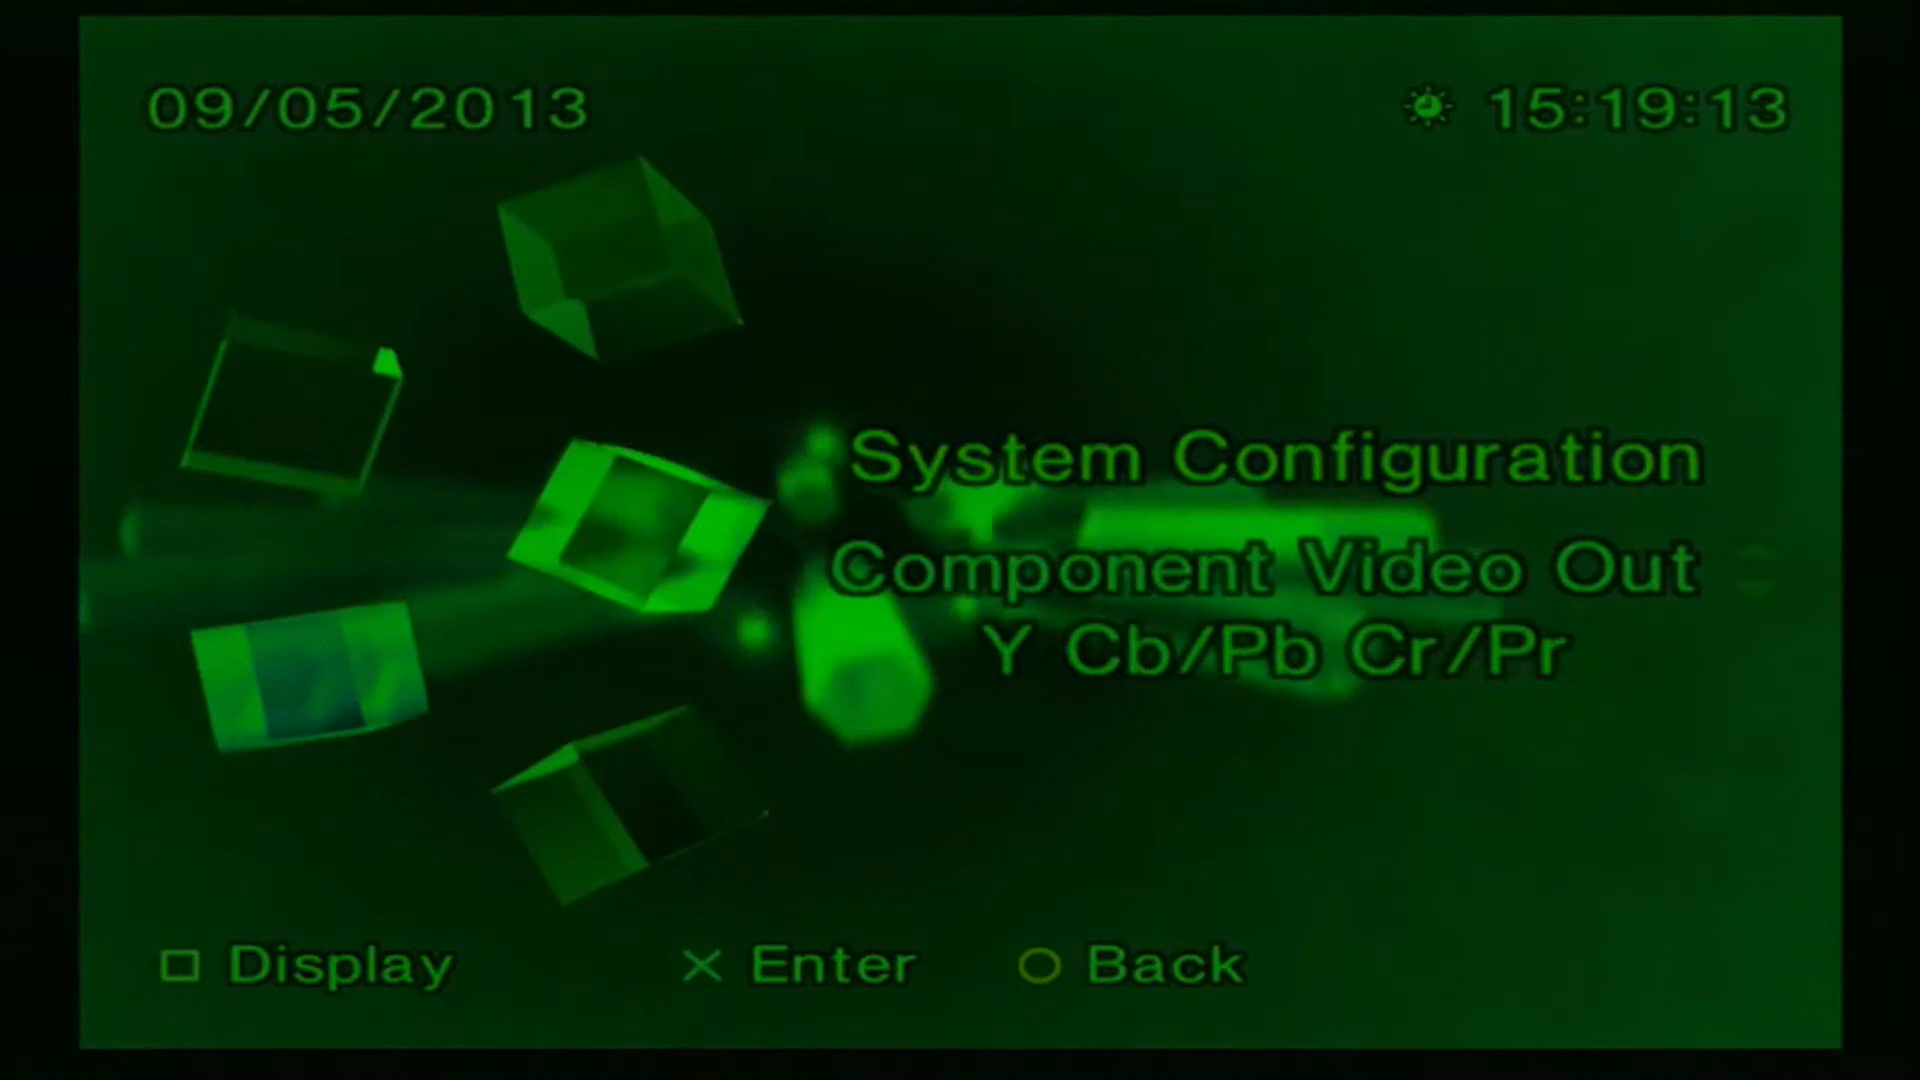 09/05/2013
15:19:13
System Configuration
Component Video Out
Y Cb/Pb Cr/Pr
Display
Enter
Back